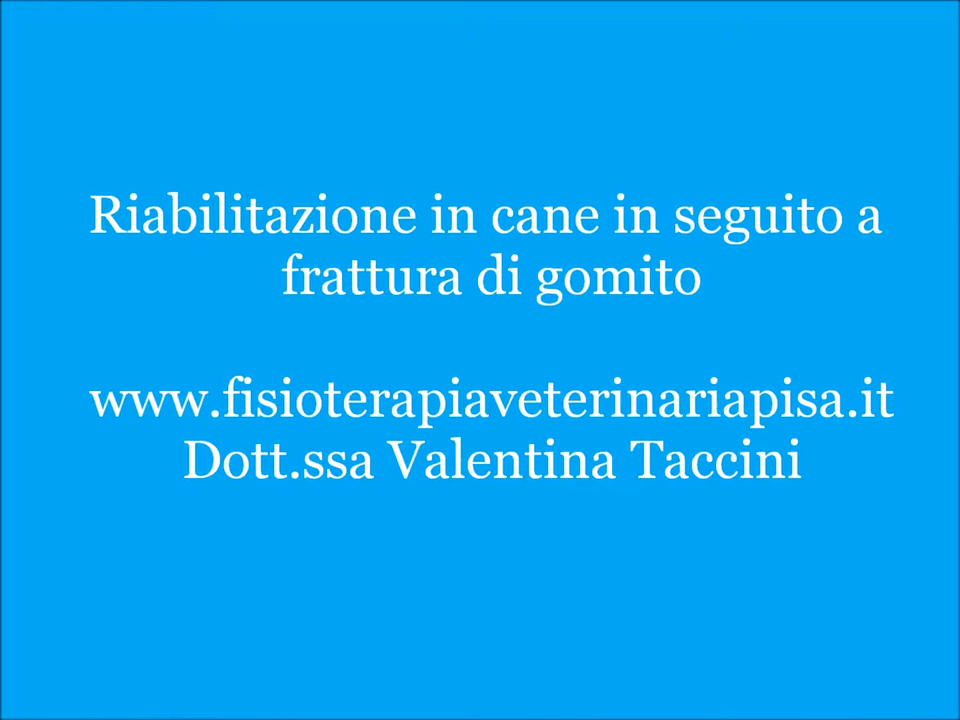 Riabilitazione in cane in seguito a
frattura di gomito
www.fisioterapiaveterinariapisa.it
Dott.ssa Valentina Taccini